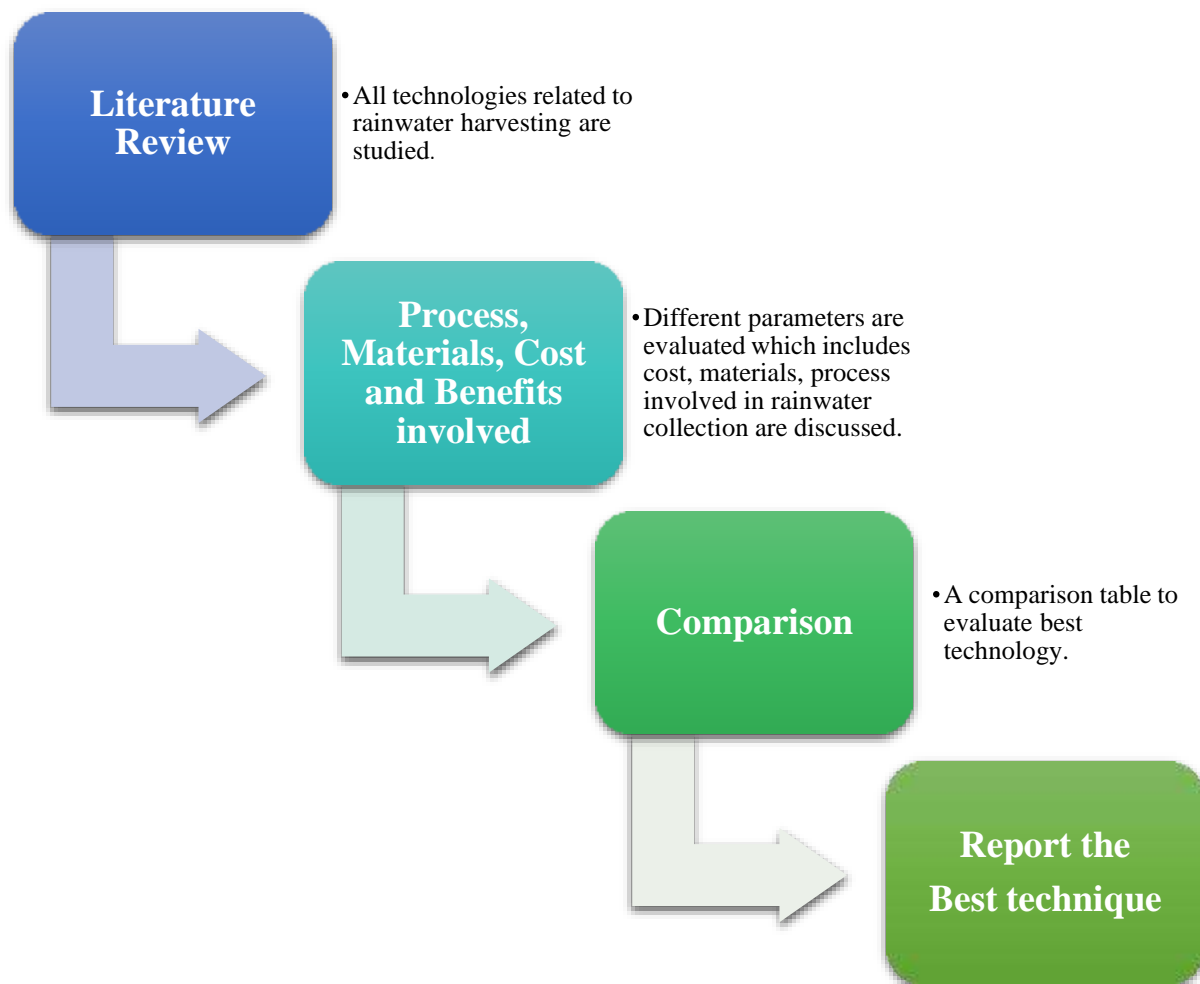 Literature
Review
•All technologies related to
rainwater harvesting are
studied.
Process,
Materials, Cost
and Benefits
involved
•Different parameters are
evaluated which includes
cost, materials, process
involved in rainwater
collection are discussed.
Comparison
•A comparison table to
evaluate best
technology.
Report the
Best technique